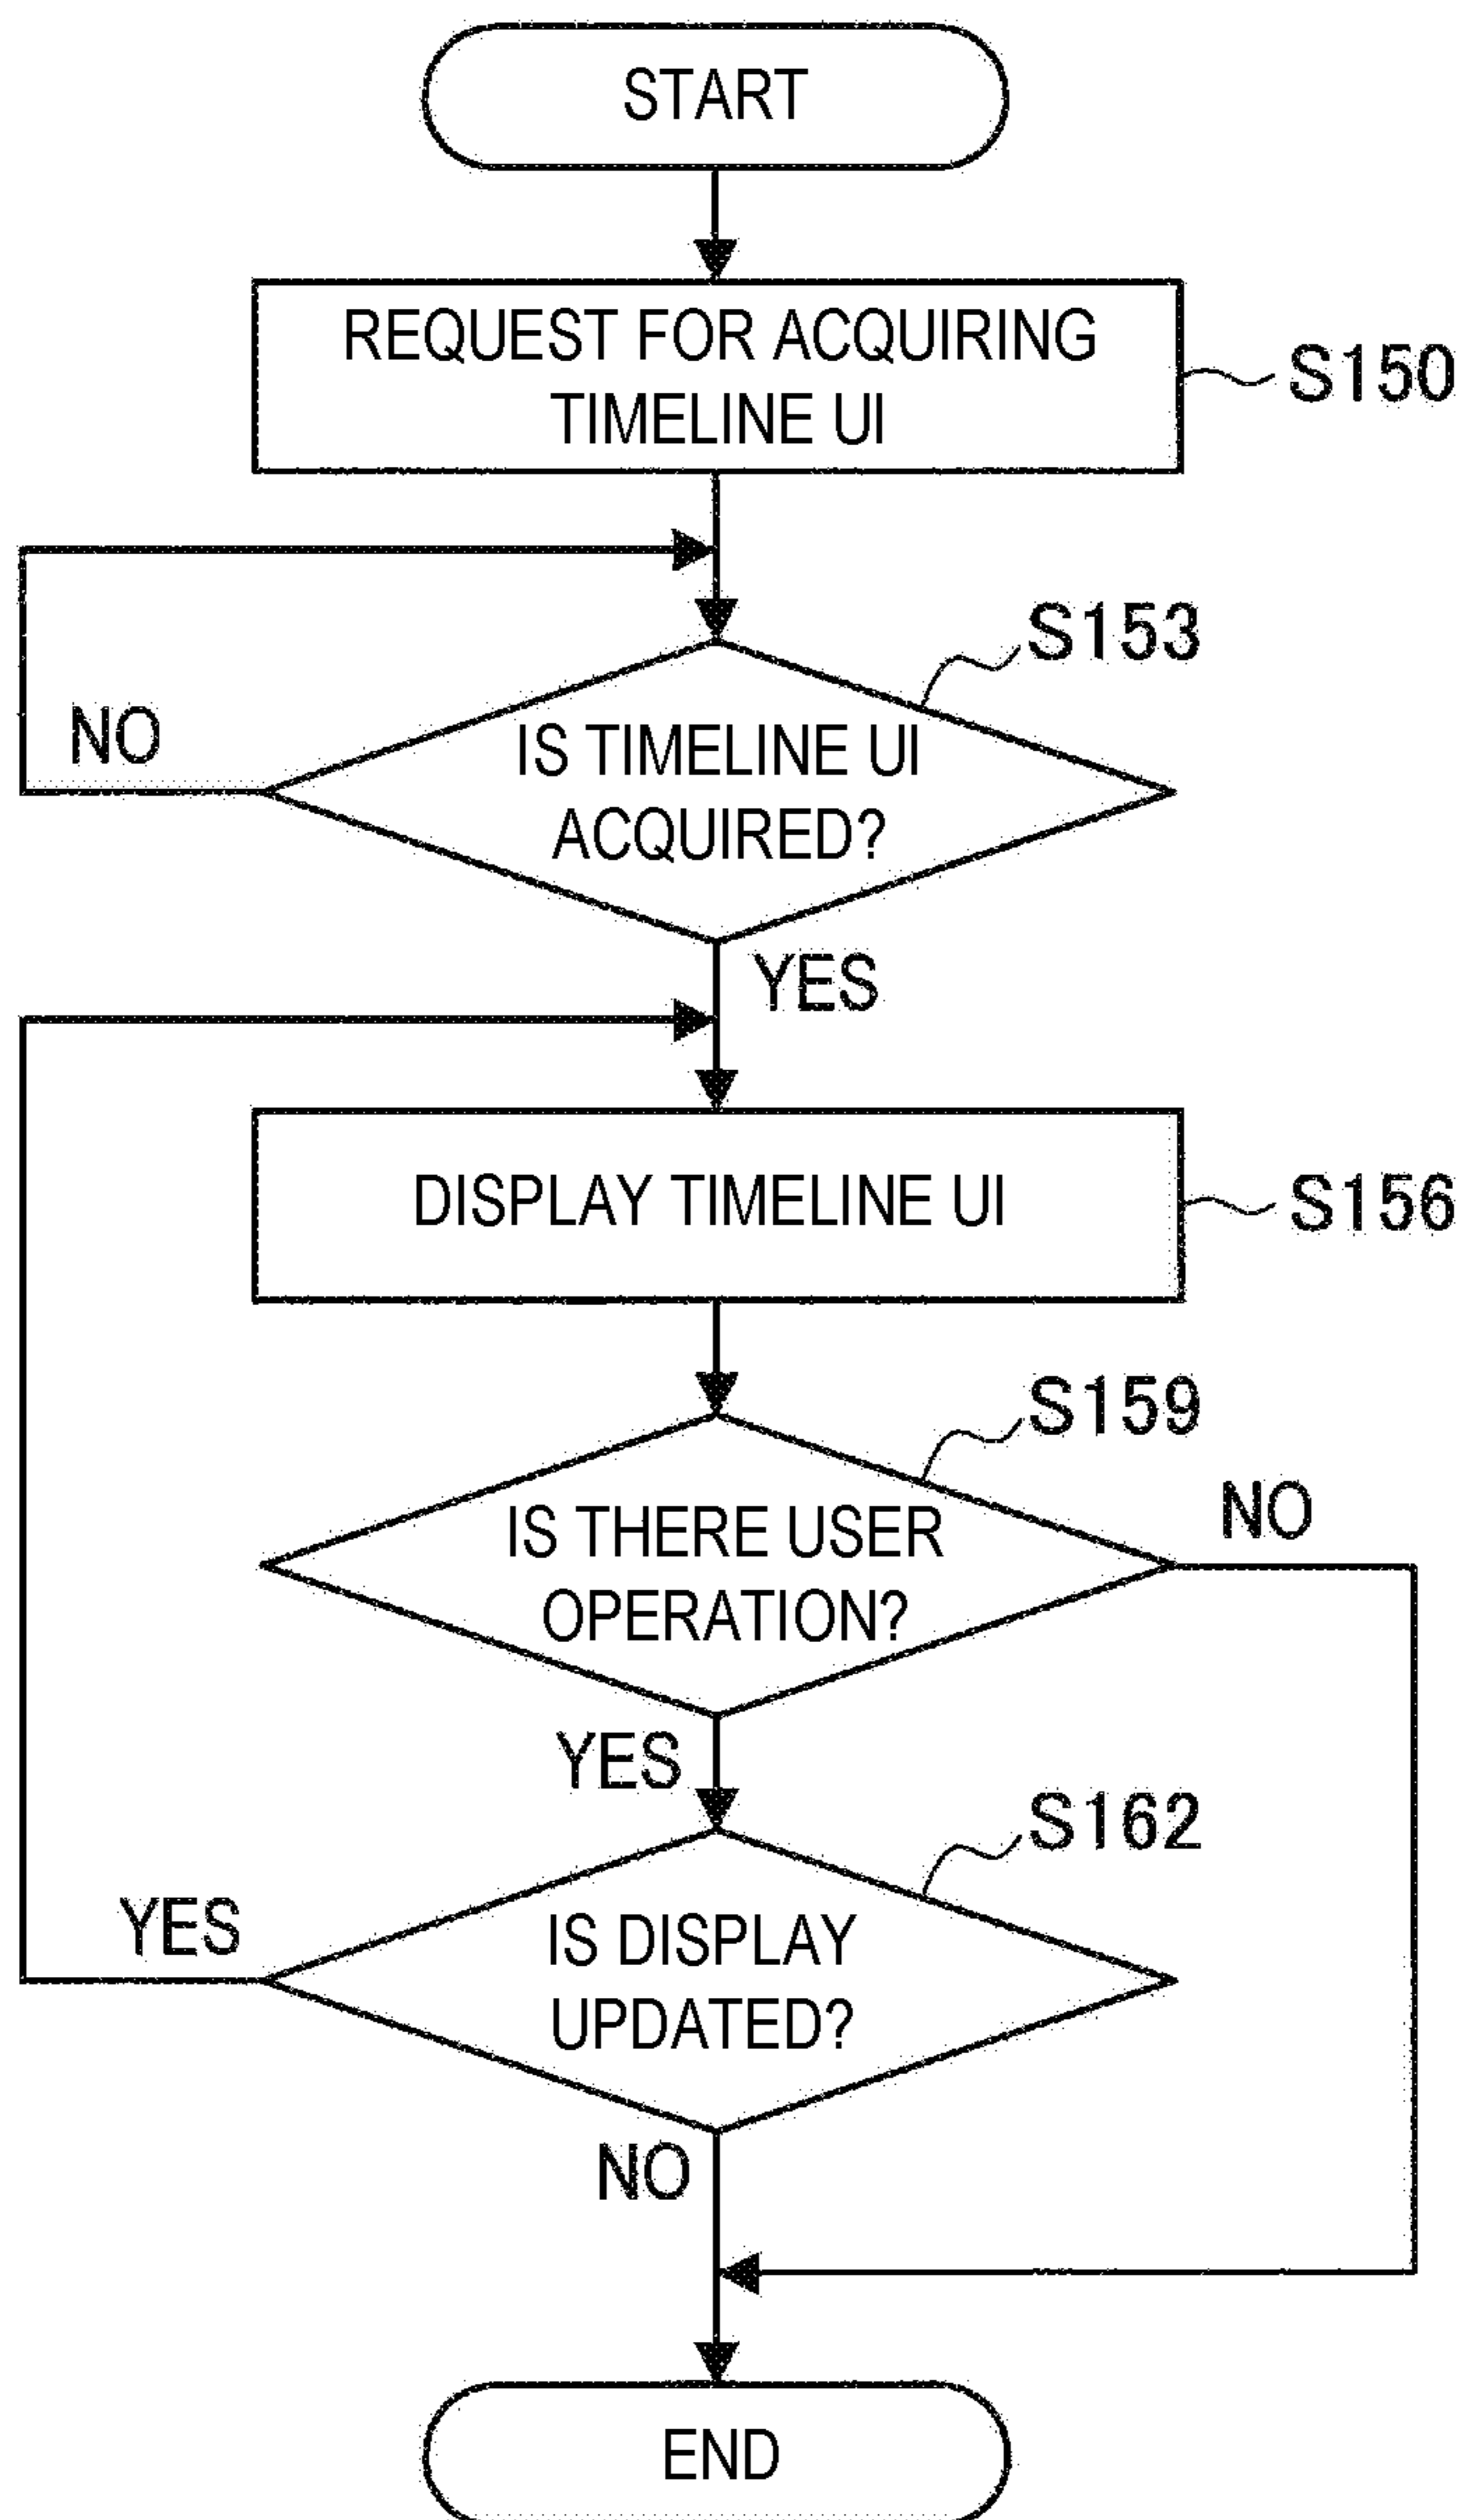 START
REQUEST FOR ACQUIRING
TIMELINE UI
S150
S153
NO
IS TIMELINE UI
ACQUIRED?
YES
DISPLAY TIMELINE UI
S156
S159
IS THERE USER
OPERATION?
NO
YES
S162
YES
IS DISPLAY
UPDATED?
NO
END